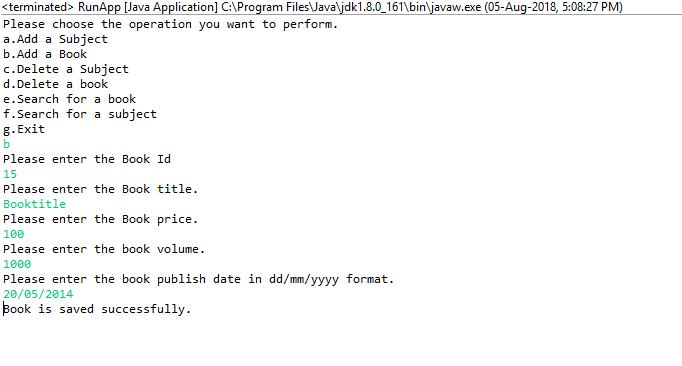 <terminated> RunApp [Java Application] C:\Program Files\Java\jdk1.8.0_161\bin\javaw.exe (05-Aug-2018, 5:08:27 PM)
Please choose the operation you want to perform.
a.Add a Subject
b.Add a Book
c.Delete a Subject
d.Delete a book
e.Search for a book
f.Search for a subject
g.Exit
b
Please enter the Book Id
15
Please enter the Book title.
Booktitle
Please enter the Book price.
100
Please enter the book volume.
1000
Please enter the book publish date in dd/mm/yyyy format.
20/05/2014
Book is saved successfully.